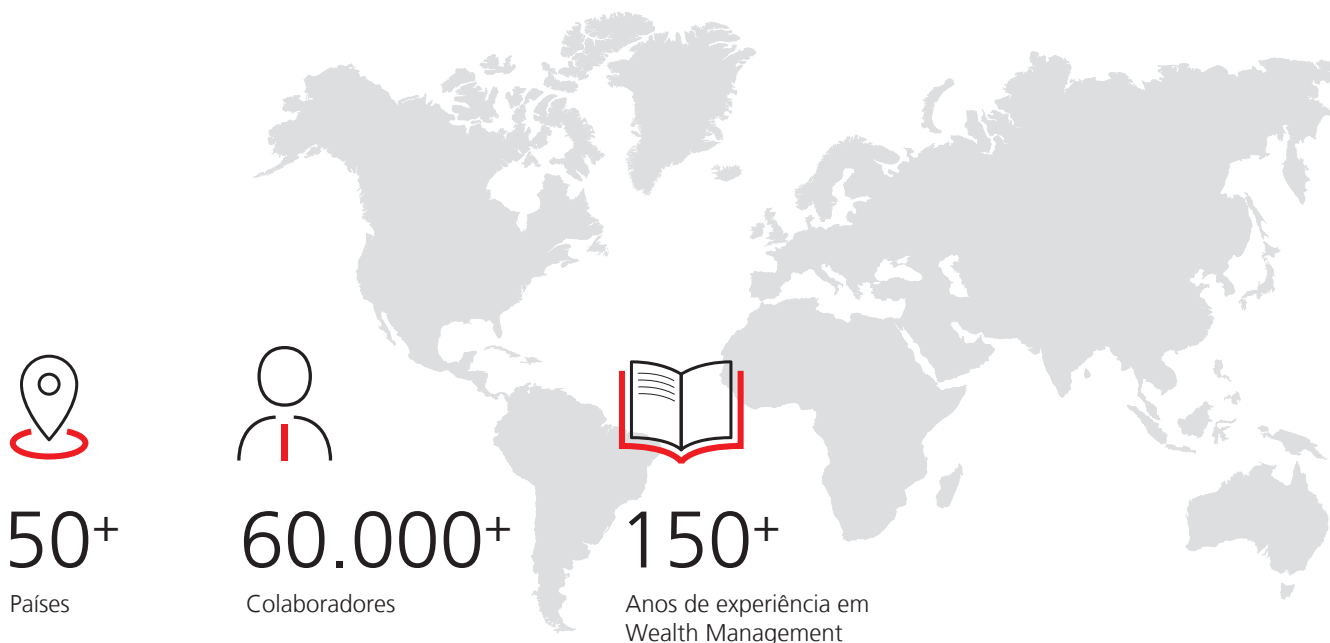 50+
Países
60.000+
Colaboradores
150+
Anos de experiência em
Wealth Management